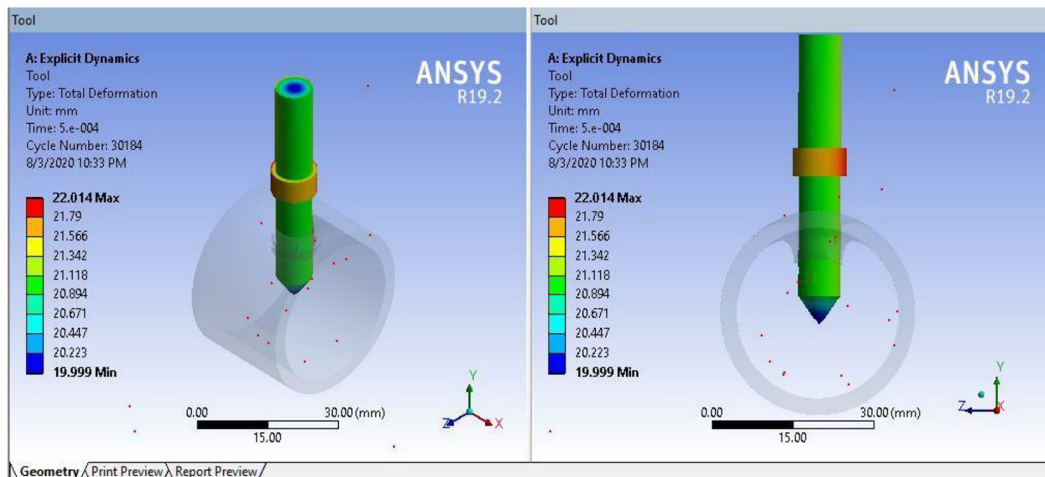 Tool
A: Explicit Dynamics
Tool
Type: Total Deformation
Unit: mm
Time: 5.e-004
Cycle Number: 30184
8/3/2020 10:33 PM
ANSYS
R19.2
22.014 Max
21.79
21.566
21.342
21.118
20.894
20.671
20.447
20.223
19.999 Min
0.00
30.00 (mm)
15.00
Y
Z
X
Tool
A: Explicit Dynamics
Tool
Type: Total Deformation
Unit: mm
Time: 5.e-004
Cycle Number: 30184
8/3/2020 10:33 PM
ANSYS
R19.2
22.014 Max
21.79
21.566
21.342
21.118
20.894
20.671
20.447
20.223
19.999 Min
0.00
30.00 (mm)
15.00
Y
Z
X
Geometry Print Preview Report Preview